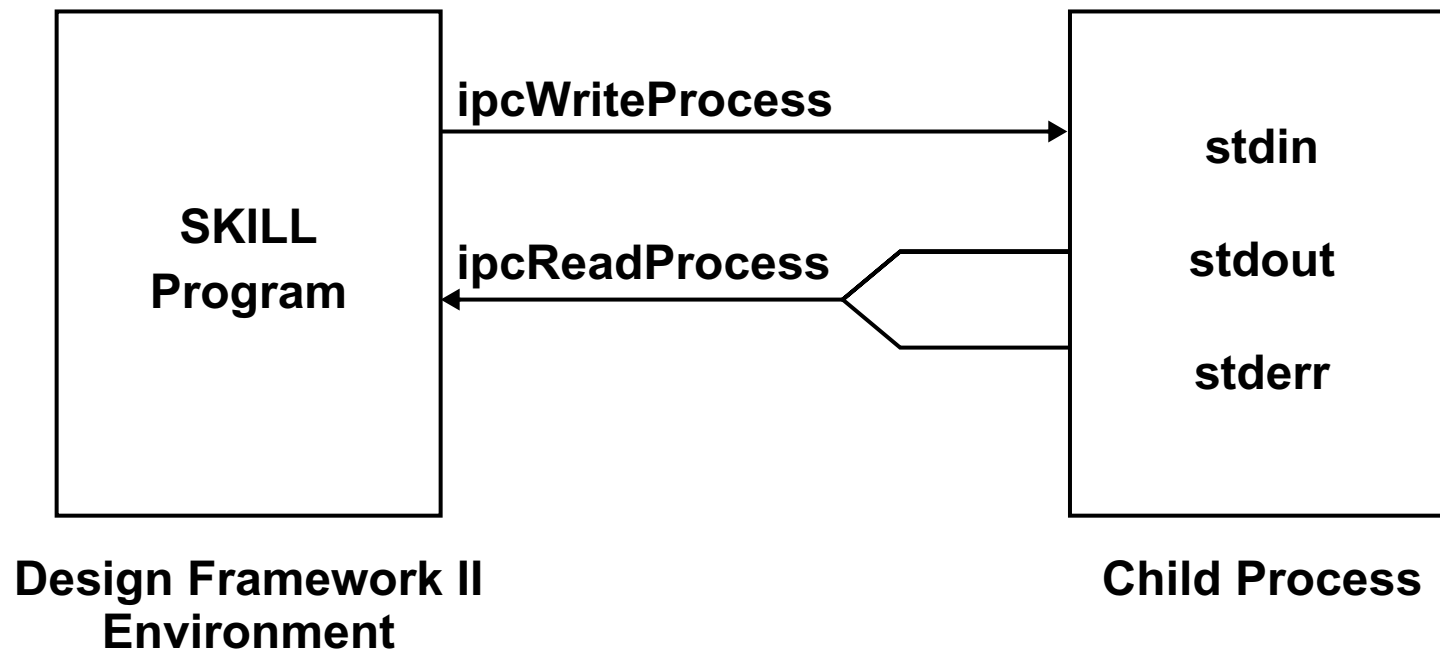 ipcWriteProcess
SKILL
Program
ipcReadProcess
stdin
stdout
stderr
Design Framework II
Environment
Child Process